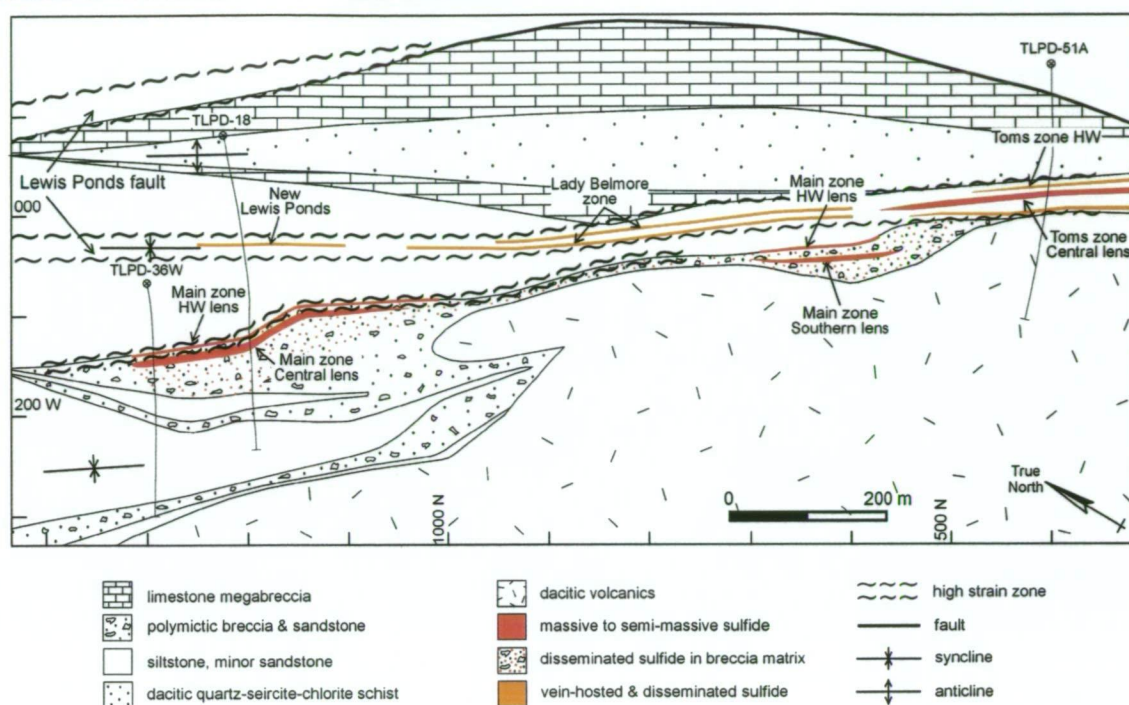 TLPD-51A
TLPD-18
Toms zone HW
Lewis Ponds fault
New
Lewis Ponds
Lady Belmore
zone
Main zone
HW lens
000
TLPD-36W
Toms zone
Central lens
Main zone
HW lens
Main zone
Southern lens
Main zone
Central lens
200 W
True
North
0
200 m
1000 N
500 N
limestone megabreccia
polymictic breccia & sandstone
siltstone, minor sandstone
dacitic quartz-seircite-chlorite schist
dacitic volcanics
massive to semi-massive sulfide
disseminated sulfide in breccia matrix
vein-hosted & disseminated sulfide
high strain zone
fault
syncline
anticline